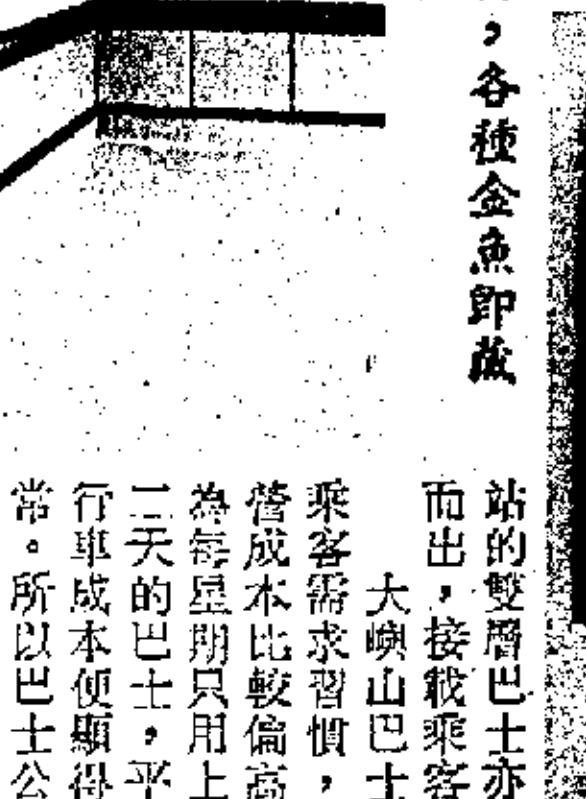 ，各種金魚即蔵
站的雙層巴士亦
而出，接載乘客
大嶼山巴士
乘客需求習慣，
營成本比較偏高
為每星期只用上
二天的巴士，平
行車成本便顯得
常。所以巴士公